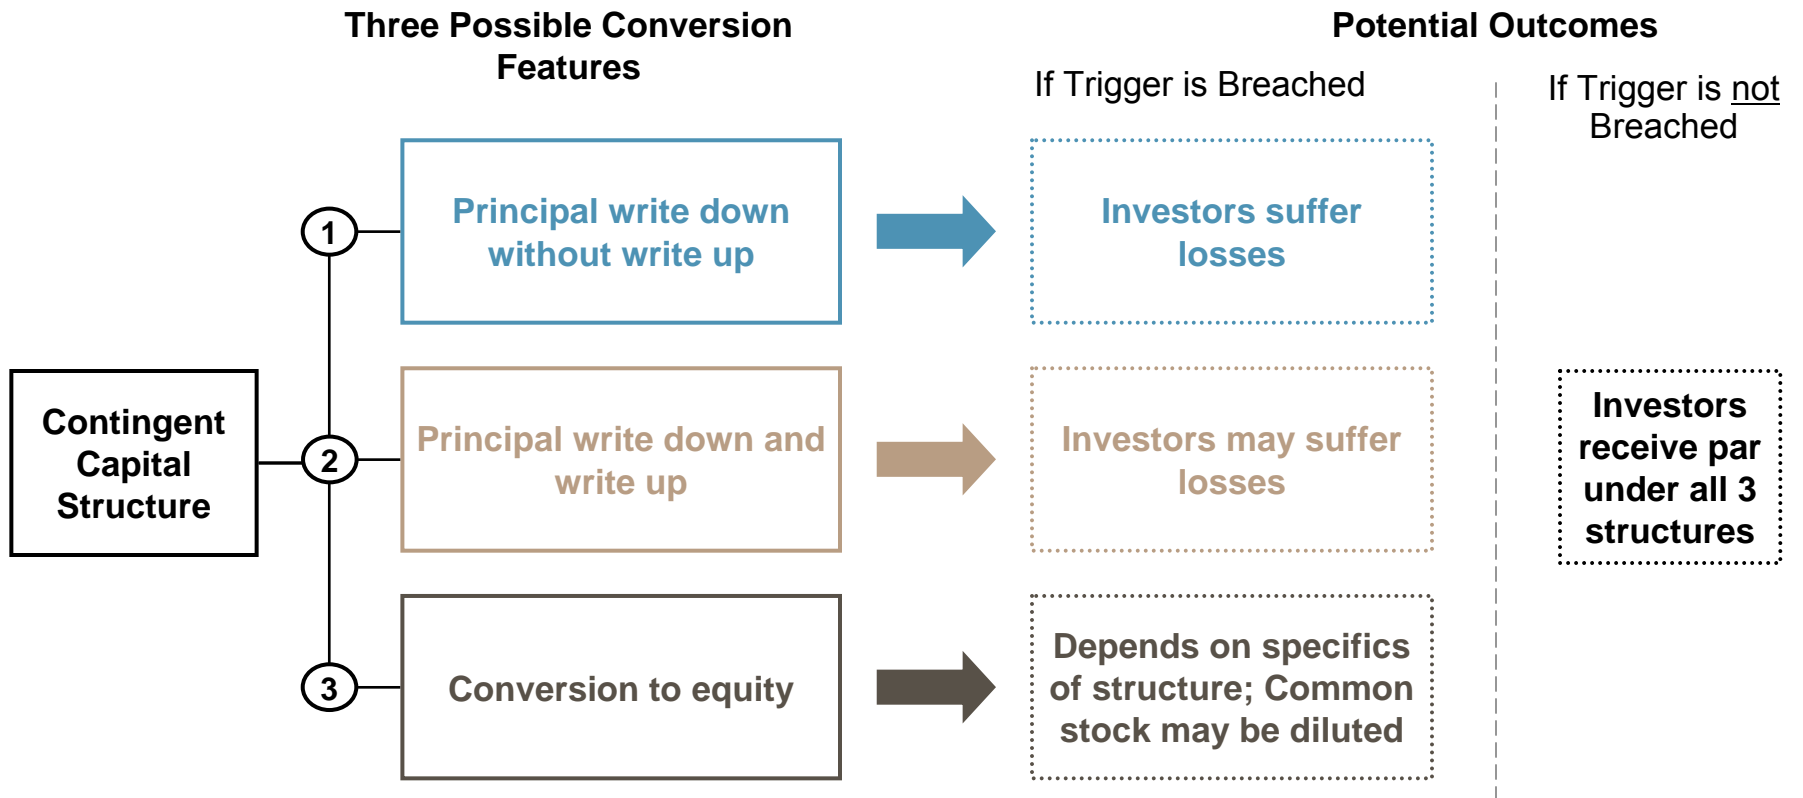 Three Possible Conversion
Features
Potential Outcomes
If Trigger is Breached
If Trigger is not
Breached
1
Principal write down
without write up
Investors suffer
losses
Contingent
Capital
Structure
2
Principal write down and
write up
Investors may suffer
losses
Investors
receive par
under all 3
structures
3
Conversion to equity
Depends on specifics
of structure; Common
stock may be diluted